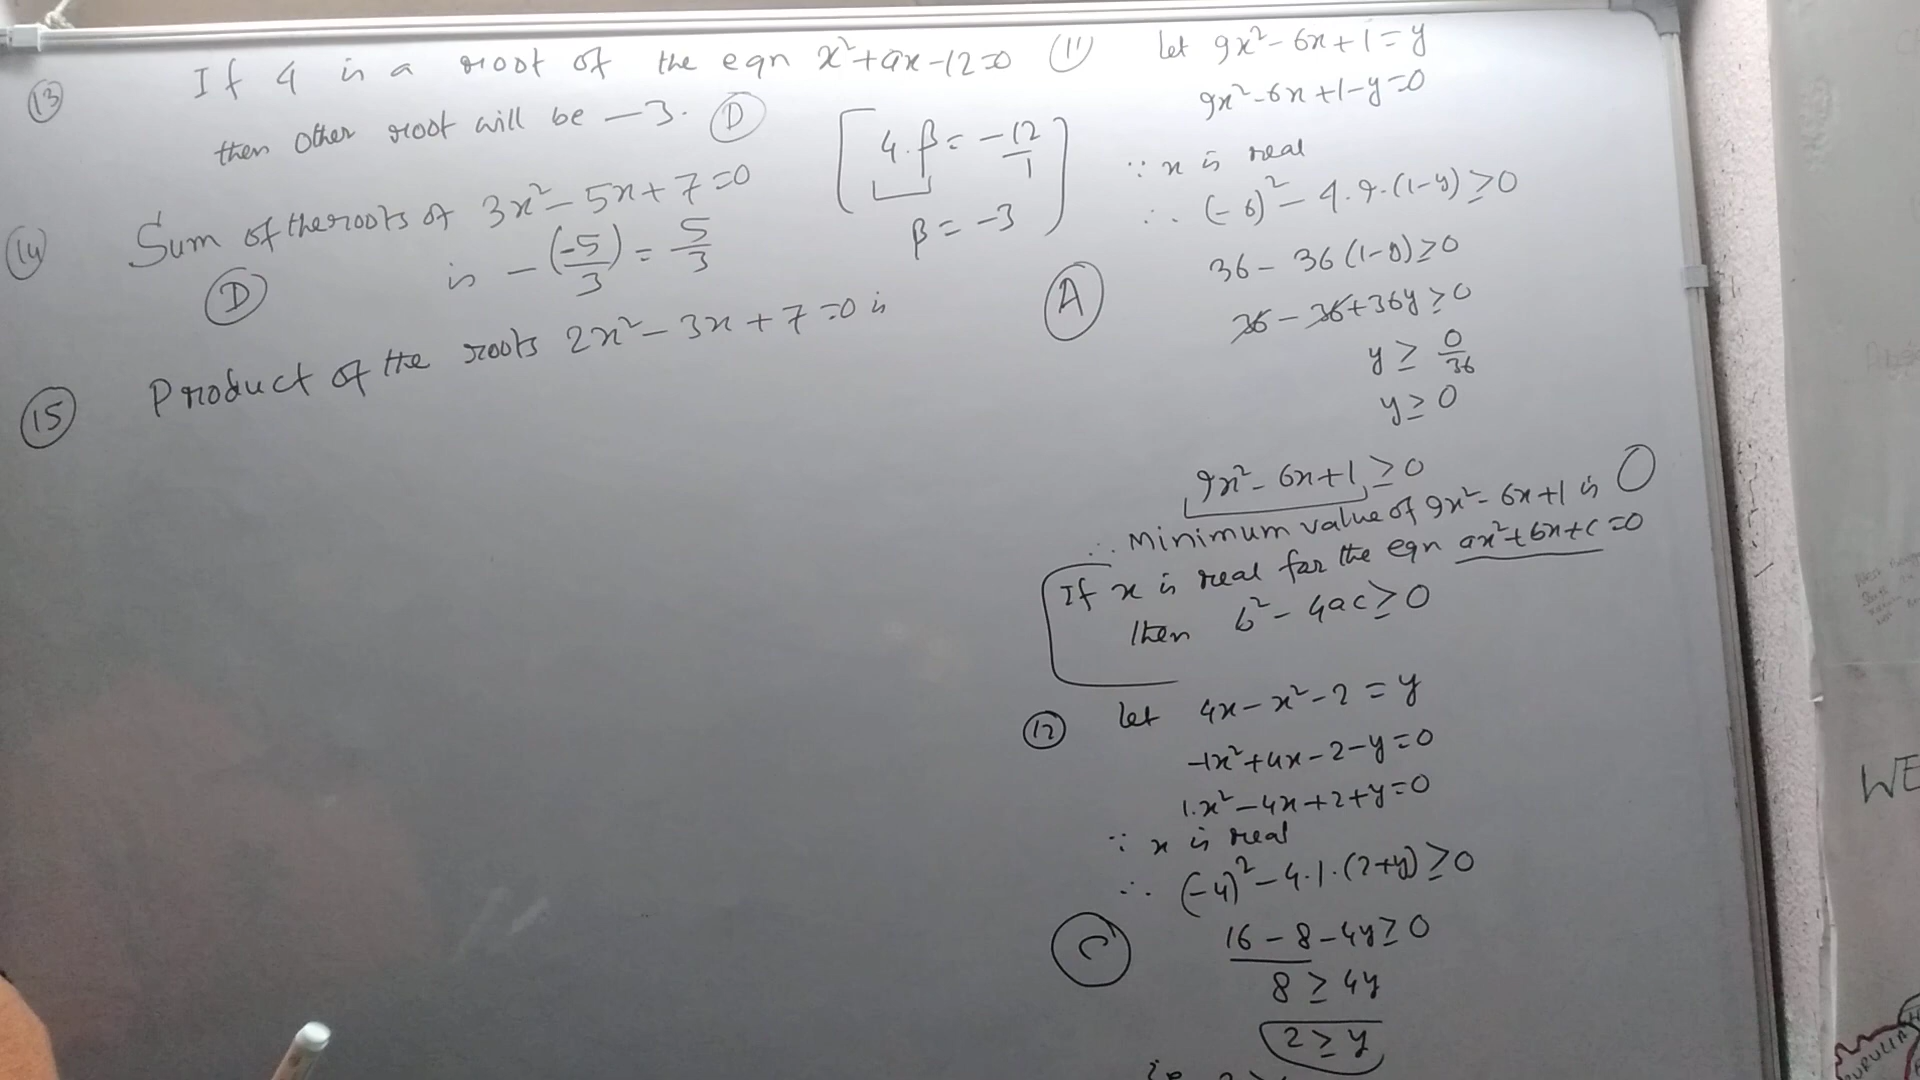 (13) If 4 is a root of the eqn x²+ax-12=0
then other root will be -3. (D)
[4.β = -12/1
β = -3]
(14) Sum of the roots of 3x²-5x+7=0
is -(-5/3) = 5/3
(D)
(15) Product of the roots 2x²-3x+7=0 is
(11) Let 9x²-6x+1=y
9x²-6x+1-y=0
∵ x is real
∴ (-6)²-4.9.(1-y)≥0
36-36(1-y)≥0
(A)
36-36+36y≥0
y ≥ 0/36
y ≥ 0
9x²-6x+1≥0
∴ Minimum value of 9x²-6x+1 is 0
If x is real for the eqn ax²+bx+c=0
then b²-4ac≥0
(12) Let 4x-x²-2=y
-1x²+4x-2-y=0
1.x²-4x+2+y=0
∵ x is real
∴ (-4)²-4.1.(2+y)≥0
(C)
16-8-4y≥0
8≥4y
2≥y
WE